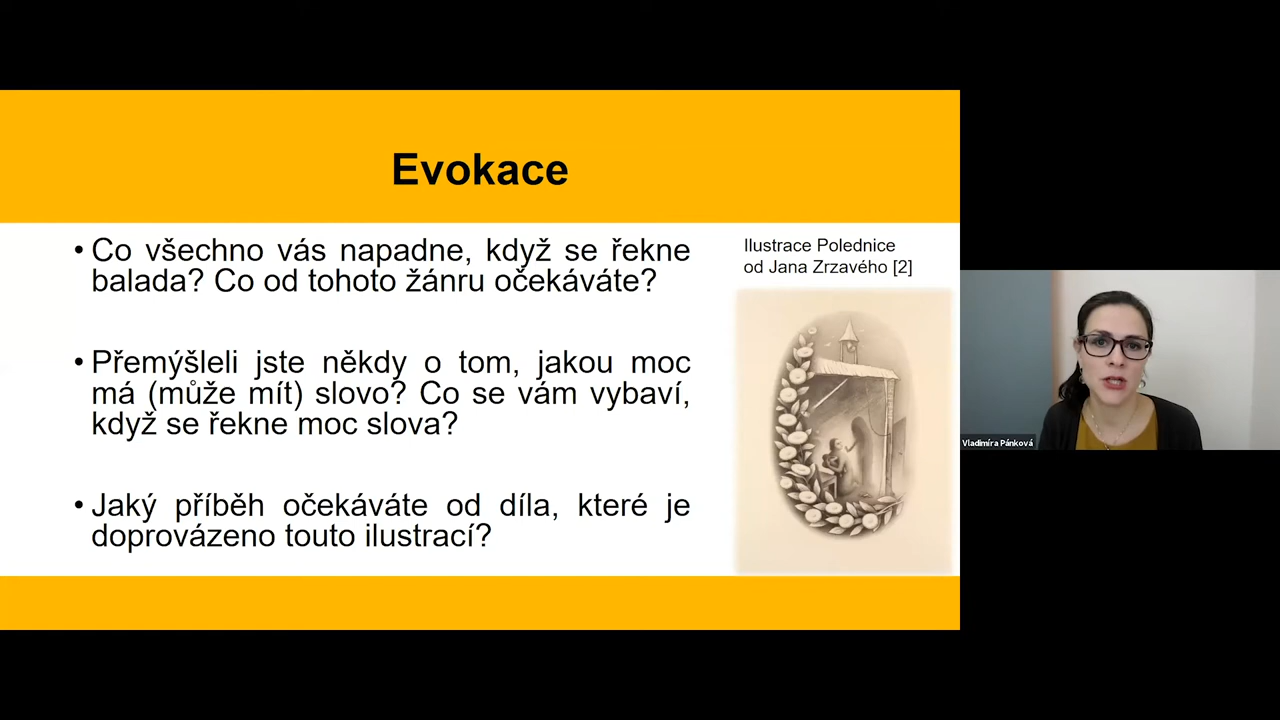 Evokace
• Co všechno vás napadne, když se řekne
balada? Co od tohoto žánru očekáváte?
• Přemýšleli jste někdy o tom, jakou moc
má (může mít) slovo? Co se vám vybaví,
když se řekne moc slova?
• Jaký příběh očekáváte od díla, které je
doprovázeno touto ilustrací?
Ilustrace Polednice
od Jana Zrzavého [2]
Vladimíra Pánková